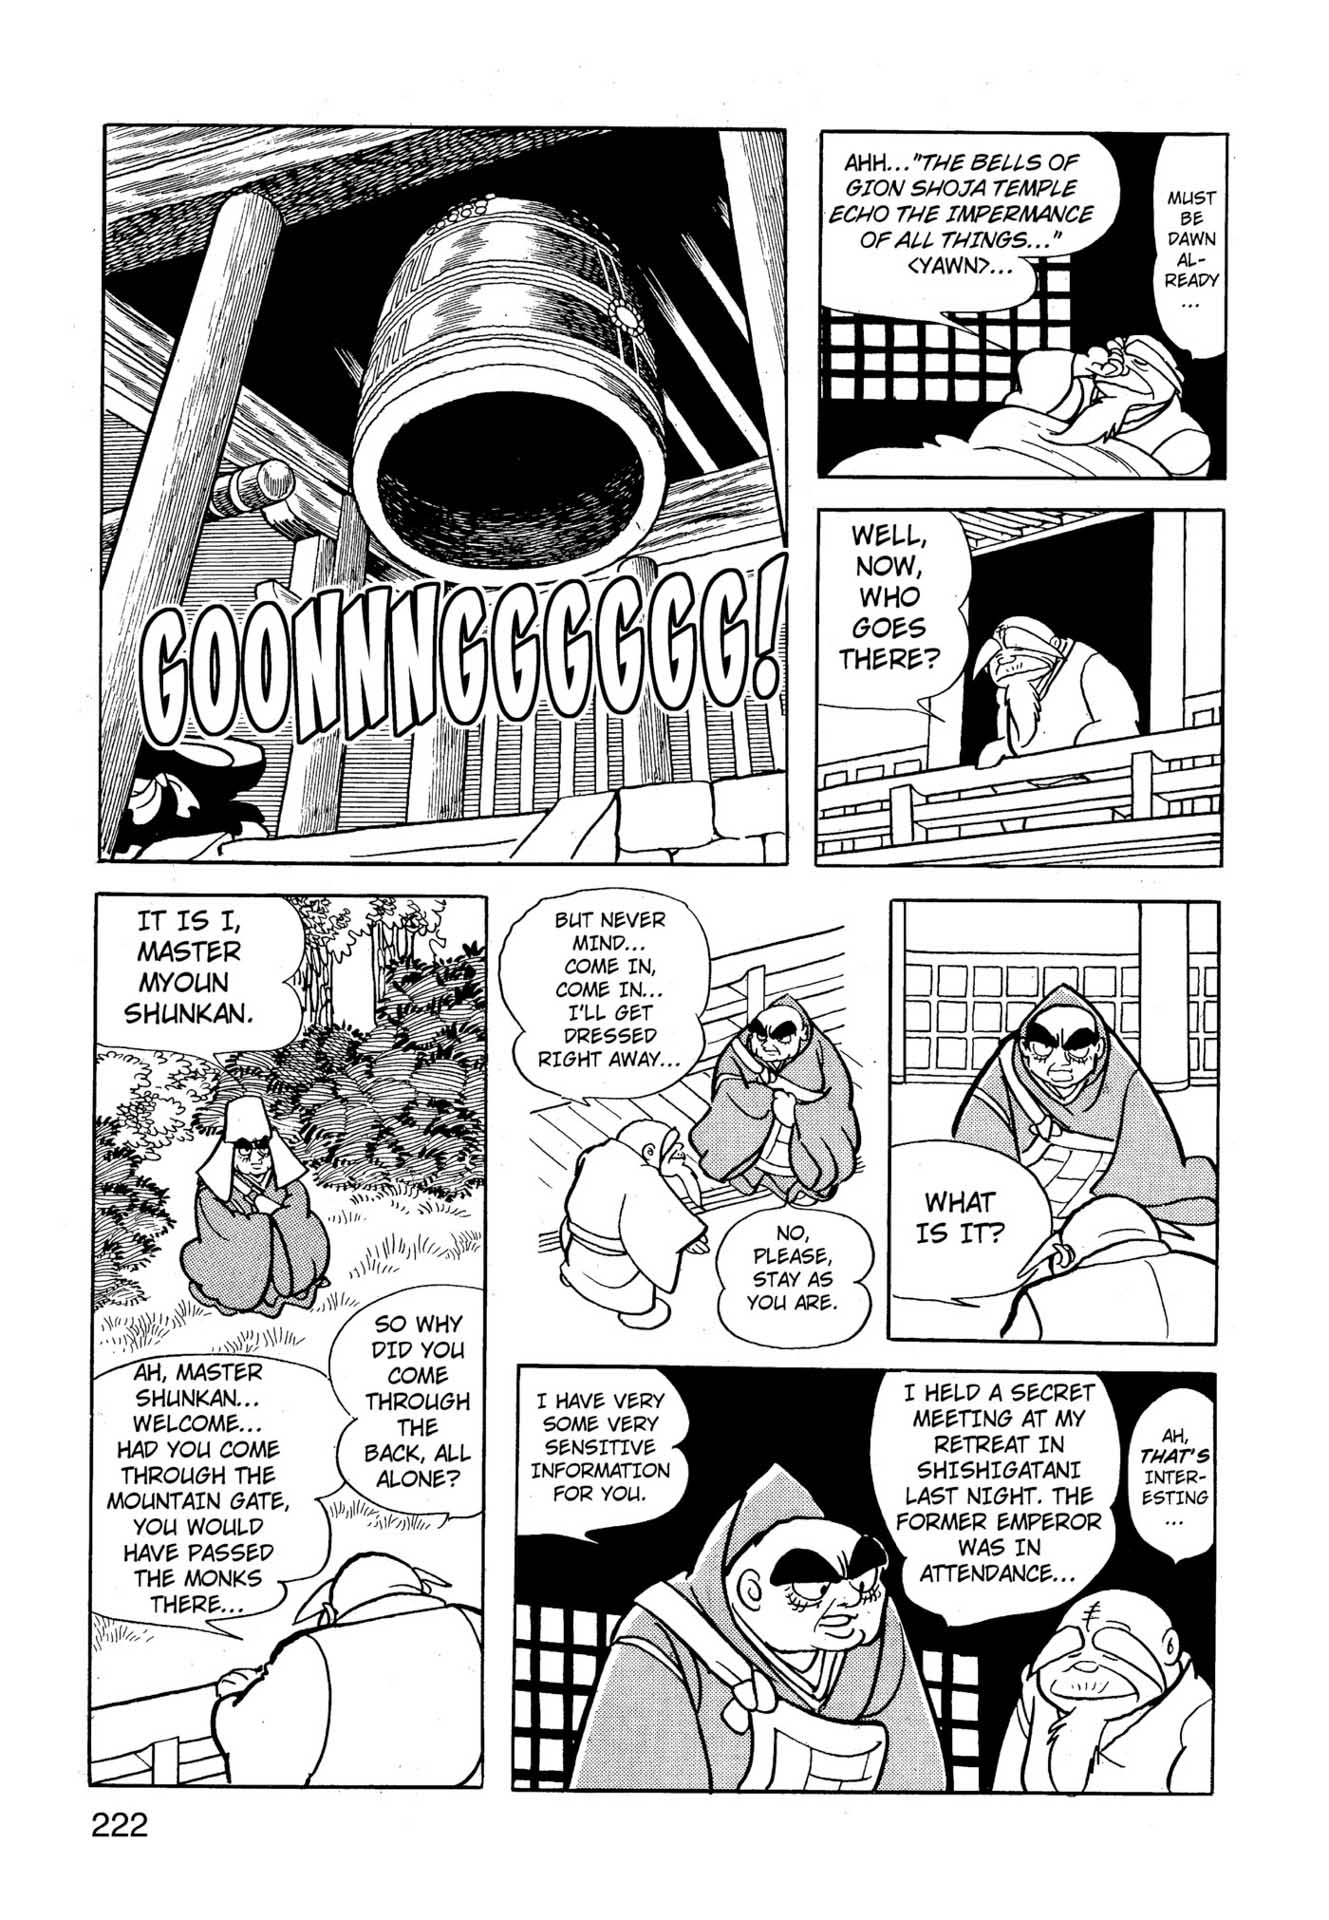 GOONNNGGGGGGG!
AHH..."THE BELLS OF
GION SHOJA TEMPLE
ECHO THE IMPERMANCE
OF ALL THINGS..."
<YAWN>...
MUST
BE
DAWN
AL-
READY
...
WELL,
NOW,
WHO
GOES
THERE?
IT IS I,
MASTER
MYOUN
SHUNKAN.
SO WHY
DID YOU
COME
THROUGH
THE
BACK, ALL
ALONE?
AH, MASTER
SHUNKAN...
WELCOME...
HAD YOU COME
THROUGH THE
MOUNTAIN GATE,
YOU WOULD
HAVE PASSED
THE MONKS
THERE...
BUT NEVER
MIND...
COME IN,
COME IN...
I'LL GET
DRESSED
RIGHT AWAY...
NO,
PLEASE,
STAY AS
YOU ARE.
WHAT
IS IT?
I HAVE VERY
SOME VERY
SENSITIVE
INFORMATION
FOR YOU.
I HELD A SECRET
MEETING AT MY
RETREAT IN
SHISHIGATANI
LAST NIGHT. THE
FORMER EMPEROR
WAS IN
ATTENDANCE...
AH,
THAT'S
INTER-
ESTING
...
222